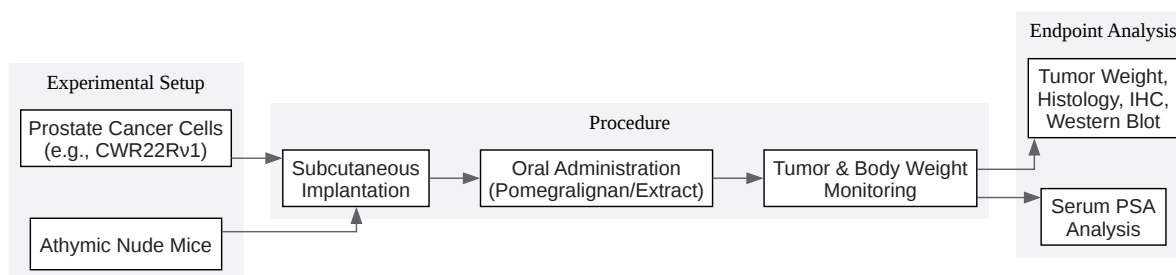 Experimental Setup
Prostate Cancer Cells
(e.g., CWR22Rν1)
Athymic Nude Mice
Procedure
Subcutaneous
Implantation
Oral Administration
(Pomegralignan/Extract)
Tumor & Body Weight
Monitoring
Endpoint Analysis
Tumor Weight,
Histology, IHC,
Western Blot
Serum PSA
Analysis